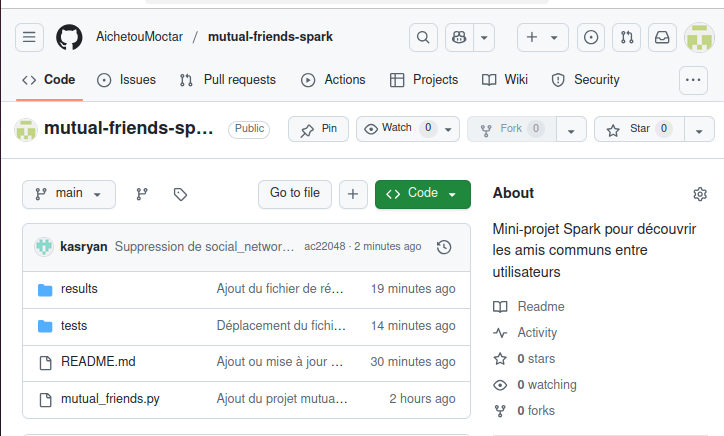 AichetouMoctar / mutual-friends-spark
Code Issues Pull requests Actions Projects Wiki Security
mutual-friends-sp... Public Pin Watch 0 Fork 0 Star 0
main Go to file Code
About
Mini-projet Spark pour découvrir
les amis communs entre
utilisateurs
kasryan Suppression de social_networ... ac22048 · 2 minutes ago
results Ajout du fichier de ré... 19 minutes ago
tests Déplacement du fichi... 14 minutes ago
README.md Ajout ou mise à jour ... 30 minutes ago
mutual_friends.py Ajout du projet mutua... 2 hours ago
Readme
Activity
0 stars
0 watching
0 forks